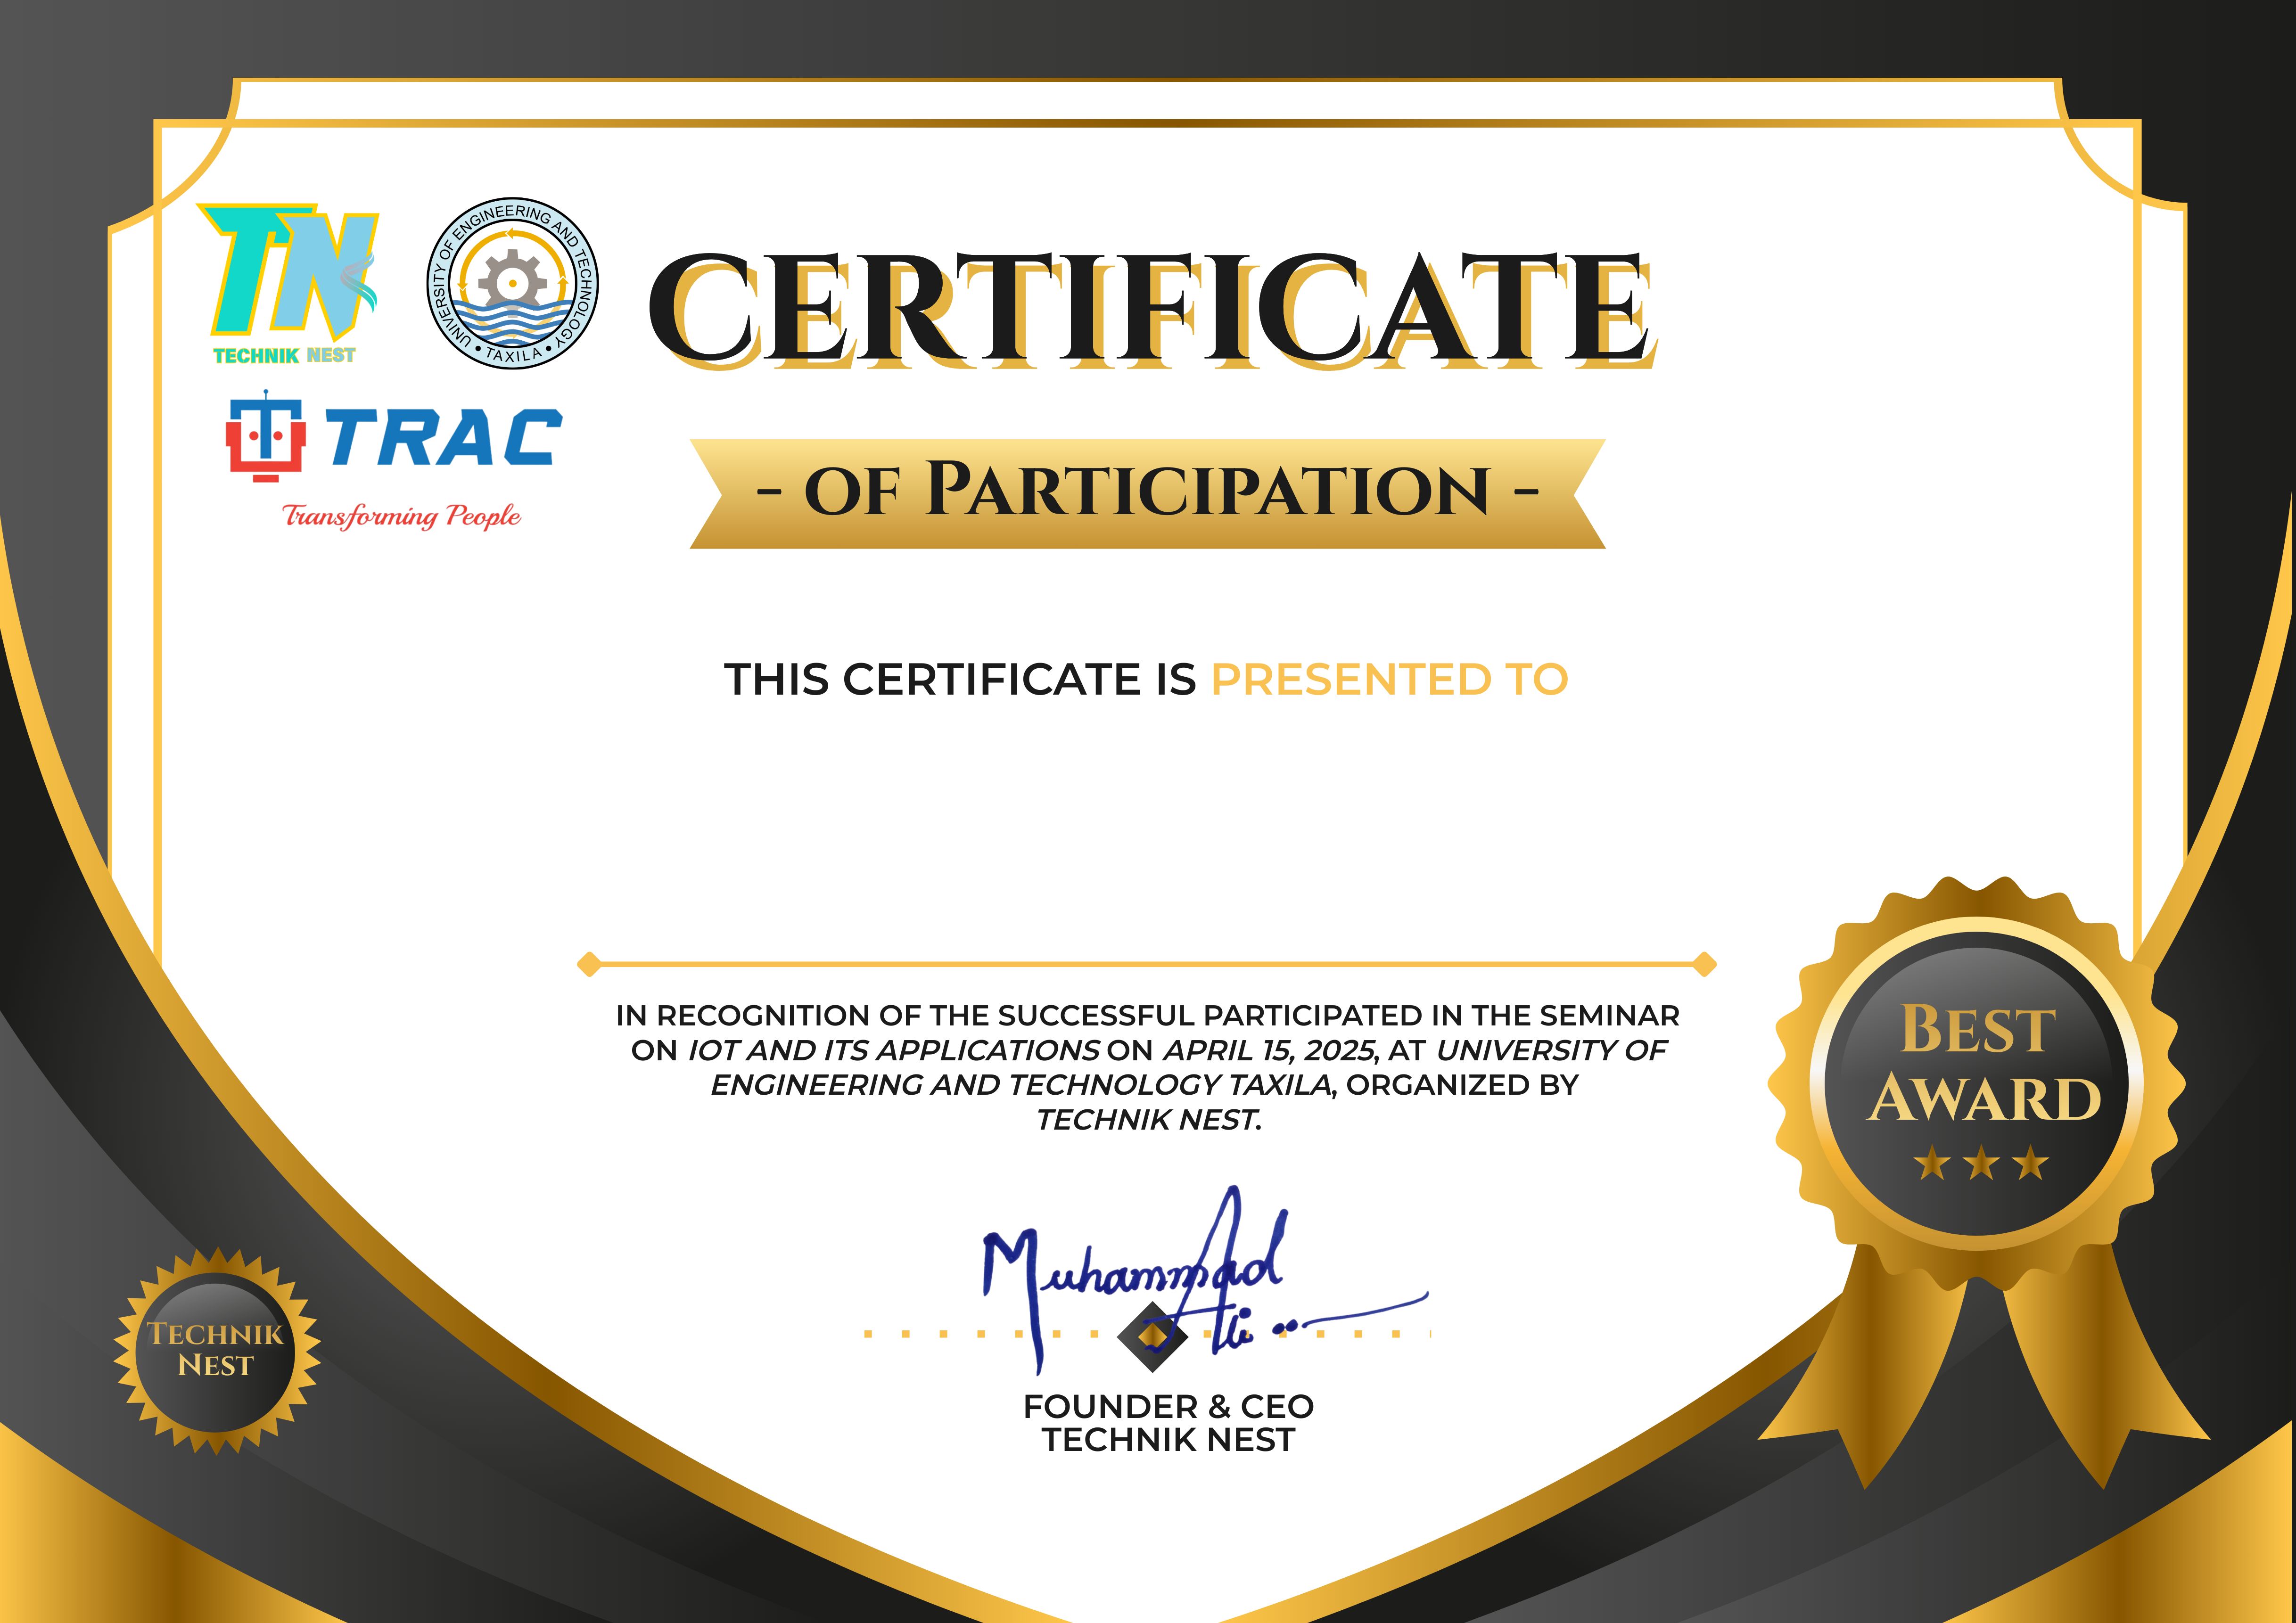 TN
TECHNIK NEST
UNIVERSITY OF ENGINEERING AND TECHNOLOGY
• TAXILA •
TRAC
Transforming People
CERTIFICATE
- OF PARTICIPATION -
THIS CERTIFICATE IS PRESENTED TO
IN RECOGNITION OF THE SUCCESSFUL PARTICIPATED IN THE SEMINAR
ON IOT AND ITS APPLICATIONS ON APRIL 15, 2025, AT UNIVERSITY OF
ENGINEERING AND TECHNOLOGY TAXILA, ORGANIZED BY
TECHNIK NEST.
BEST
AWARD
Muhammad
Ali
FOUNDER & CEO
TECHNIK NEST
TECHNIK
NEST